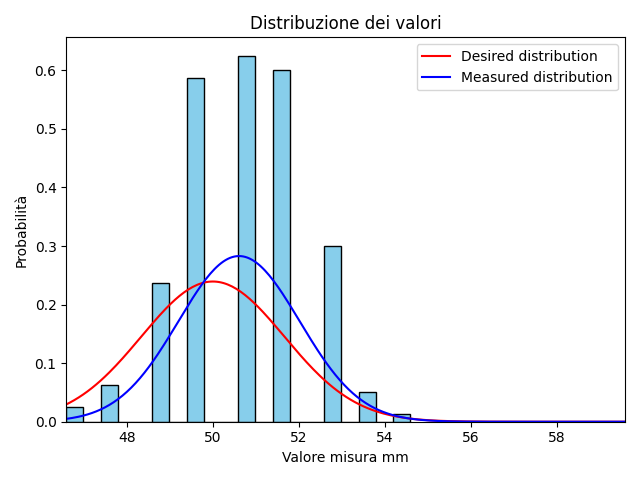 Distribuzione dei valori
Desired distribution
Measured distribution
Probabilità
0.6
0.5
0.4
0.3
0.2
0.1
0.0
48 50 52 54 56 58
Valore misura mm